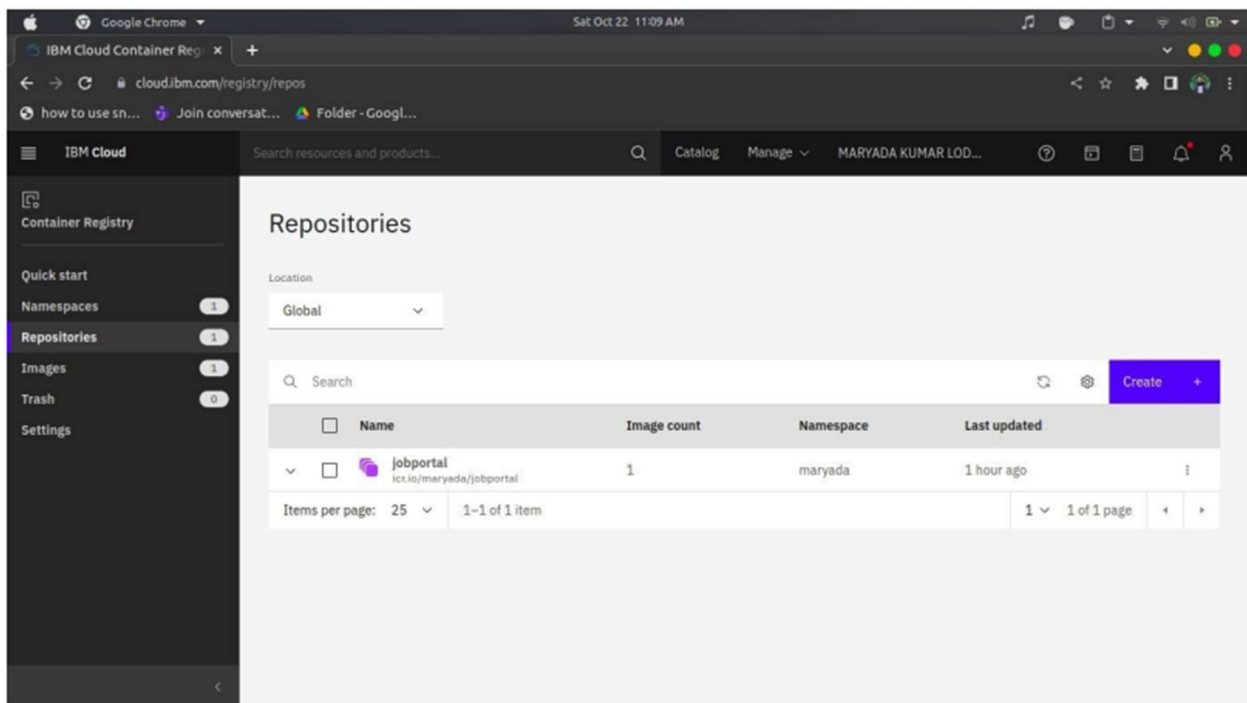 Google Chrome
Sat Oct 22 11:09 AM
IBM Cloud Container Reg
cloud.ibm.com/registry/repos
how to use sn... Join conversat... Folder - Googl...
IBM Cloud
Search resources and products...
Catalog Manage MARYADA KUMAR LOD...
Container Registry
Quick start
Namespaces 1
Repositories 1
Images 1
Trash 0
Settings
Repositories
Location
Global
Search
Create +
Name Image count Namespace Last updated
jobportal 1 maryada 1 hour ago
icr.io/maryada/jobportal
Items per page: 25 1–1 of 1 item 1 1 of 1 page